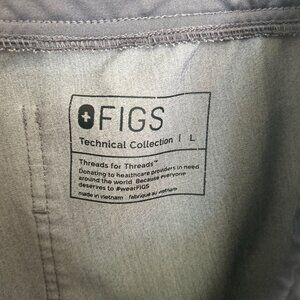 FIGS
Technical Collection | L
Threads for Threads™
Donating to healthcare providers in need
around the world. Because everyone
deserves to #wearFIGS
made in vietnam fabriqué au vietnam